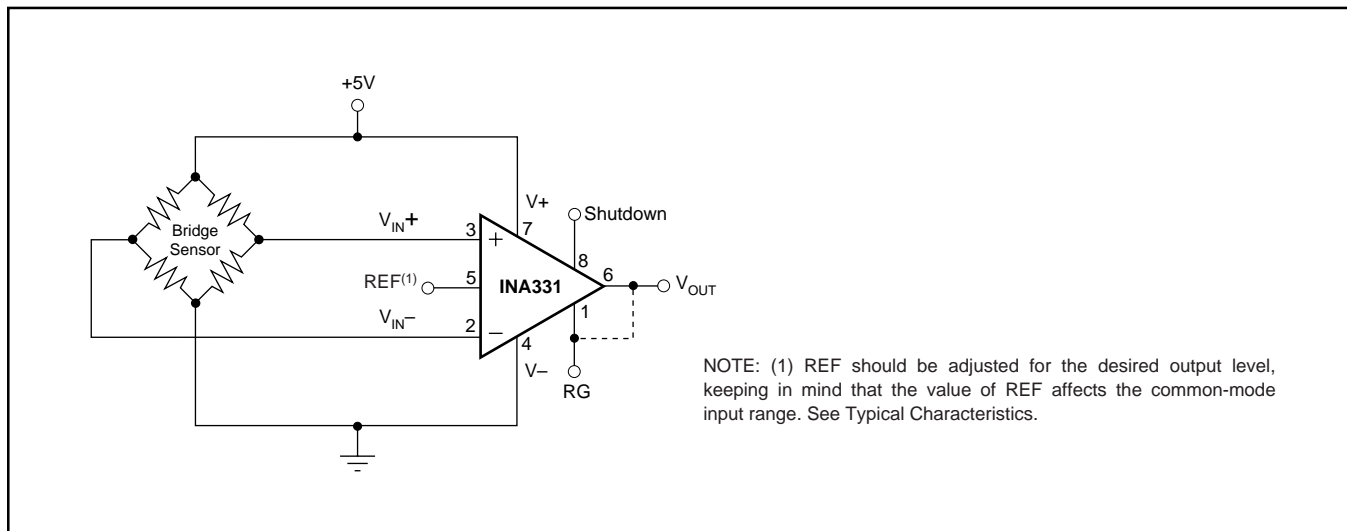 +5V
Bridge
Sensor
V+
7
VIN+
3
+
Shutdown
8
REF(1)
5
INA331
6
VOUT
VIN–
2
–
1
4
V–
RG
NOTE: (1) REF should be adjusted for the desired output level,
keeping in mind that the value of REF affects the common-mode
input range. See Typical Characteristics.